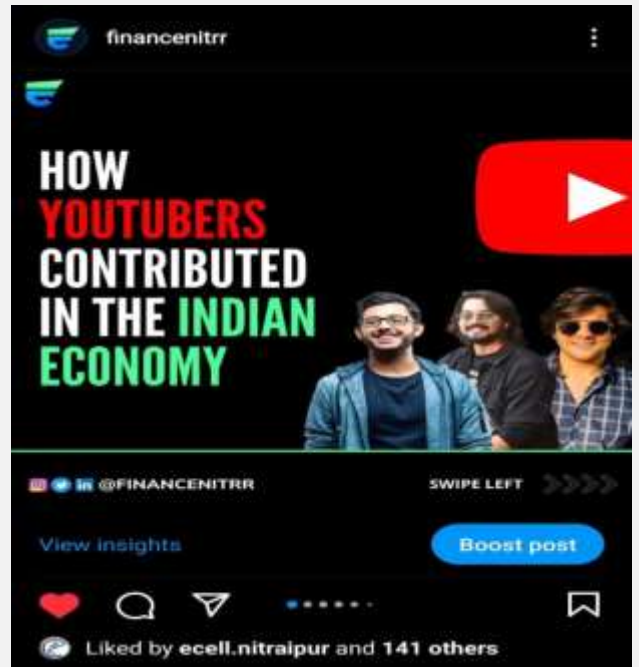 financenitrr
HOW
YOUTUBERS
CONTRIBUTED
IN THE INDIAN
ECONOMY
@FINANCENITRR
SWIPE LEFT
View insights
Boost post
Liked by ecell.nitraipur and 141 others